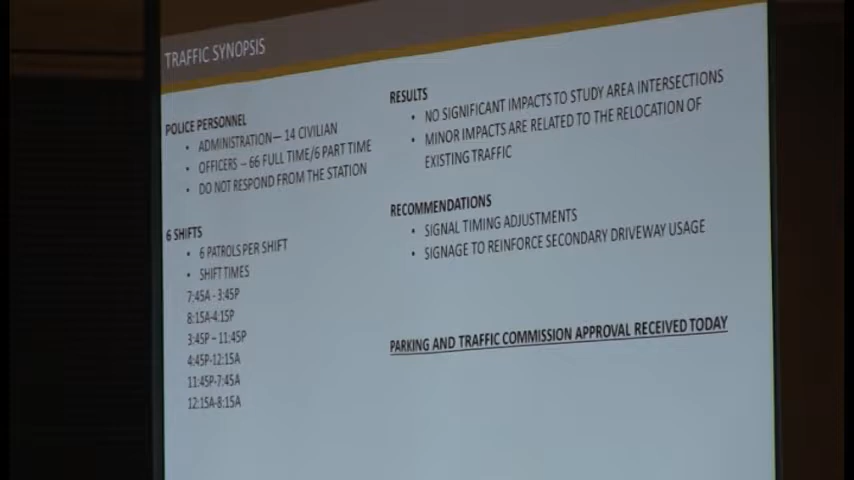 TRAFFIC SYNOPSIS
POLICE PERSONNEL
• ADMINISTRATION – 14 CIVILIAN
• OFFICERS – 66 FULL TIME/6 PART TIME
• DO NOT RESPOND FROM THE STATION
6 SHIFTS
• 6 PATROLS PER SHIFT
• SHIFT TIMES
7:45A - 3:45P
8:15A-4:15P
3:45P – 11:45P
4:45P-12:15A
11:45P-7:45A
12:15A-8:15A
RESULTS
• NO SIGNIFICANT IMPACTS TO STUDY AREA INTERSECTIONS
• MINOR IMPACTS ARE RELATED TO THE RELOCATION OF
EXISTING TRAFFIC
RECOMMENDATIONS
• SIGNAL TIMING ADJUSTMENTS
• SIGNAGE TO REINFORCE SECONDARY DRIVEWAY USAGE
PARKING AND TRAFFIC COMMISSION APPROVAL RECEIVED TODAY